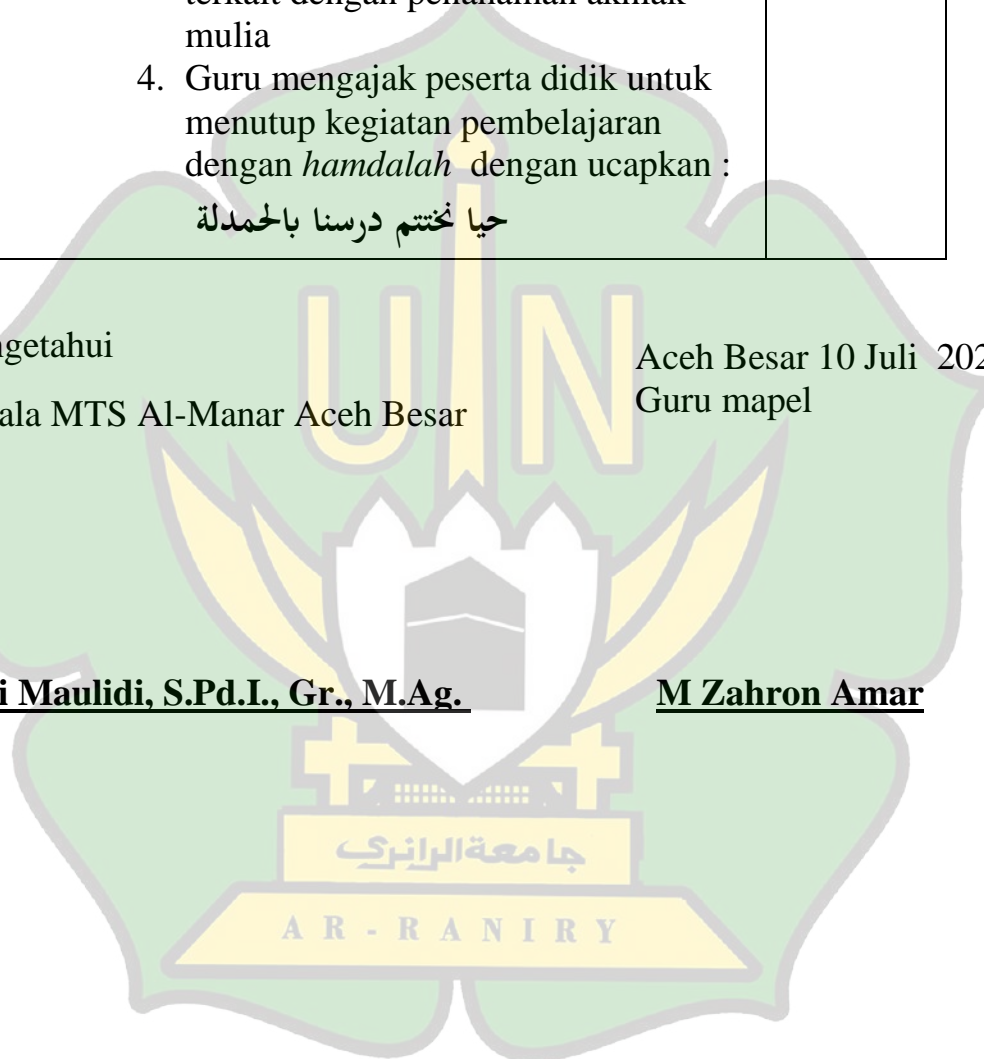 terkait dengan penanaman akhlak
mulia
4. Guru mengajak peserta didik untuk
menutup kegiatan pembelajaran
dengan hamdalah dengan ucapkan :
حيا نختتم درسنا بالحمدلة
ngetahui
ala MTS Al-Manar Aceh Besar
Aceh Besar 10 Juli 202
Guru mapel
i Maulidi, S.Pd.I., Gr., M.Ag.
M Zahron Amar
UIN
جامعة الرانري
AR-RANIRY